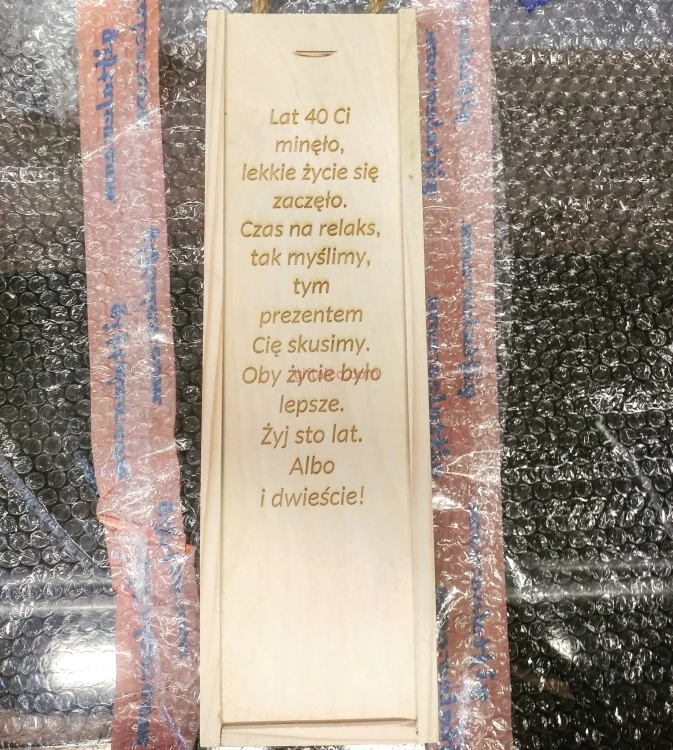 Lat 40 Ci
minęło,
lekkie życie się
zaczęło.
Czas na relaks,
tak myślimy,
tym
prezentem
Cię skusimy.
Oby życie było
lepsze.
Żyj sto lat.
Albo
i dwieście!